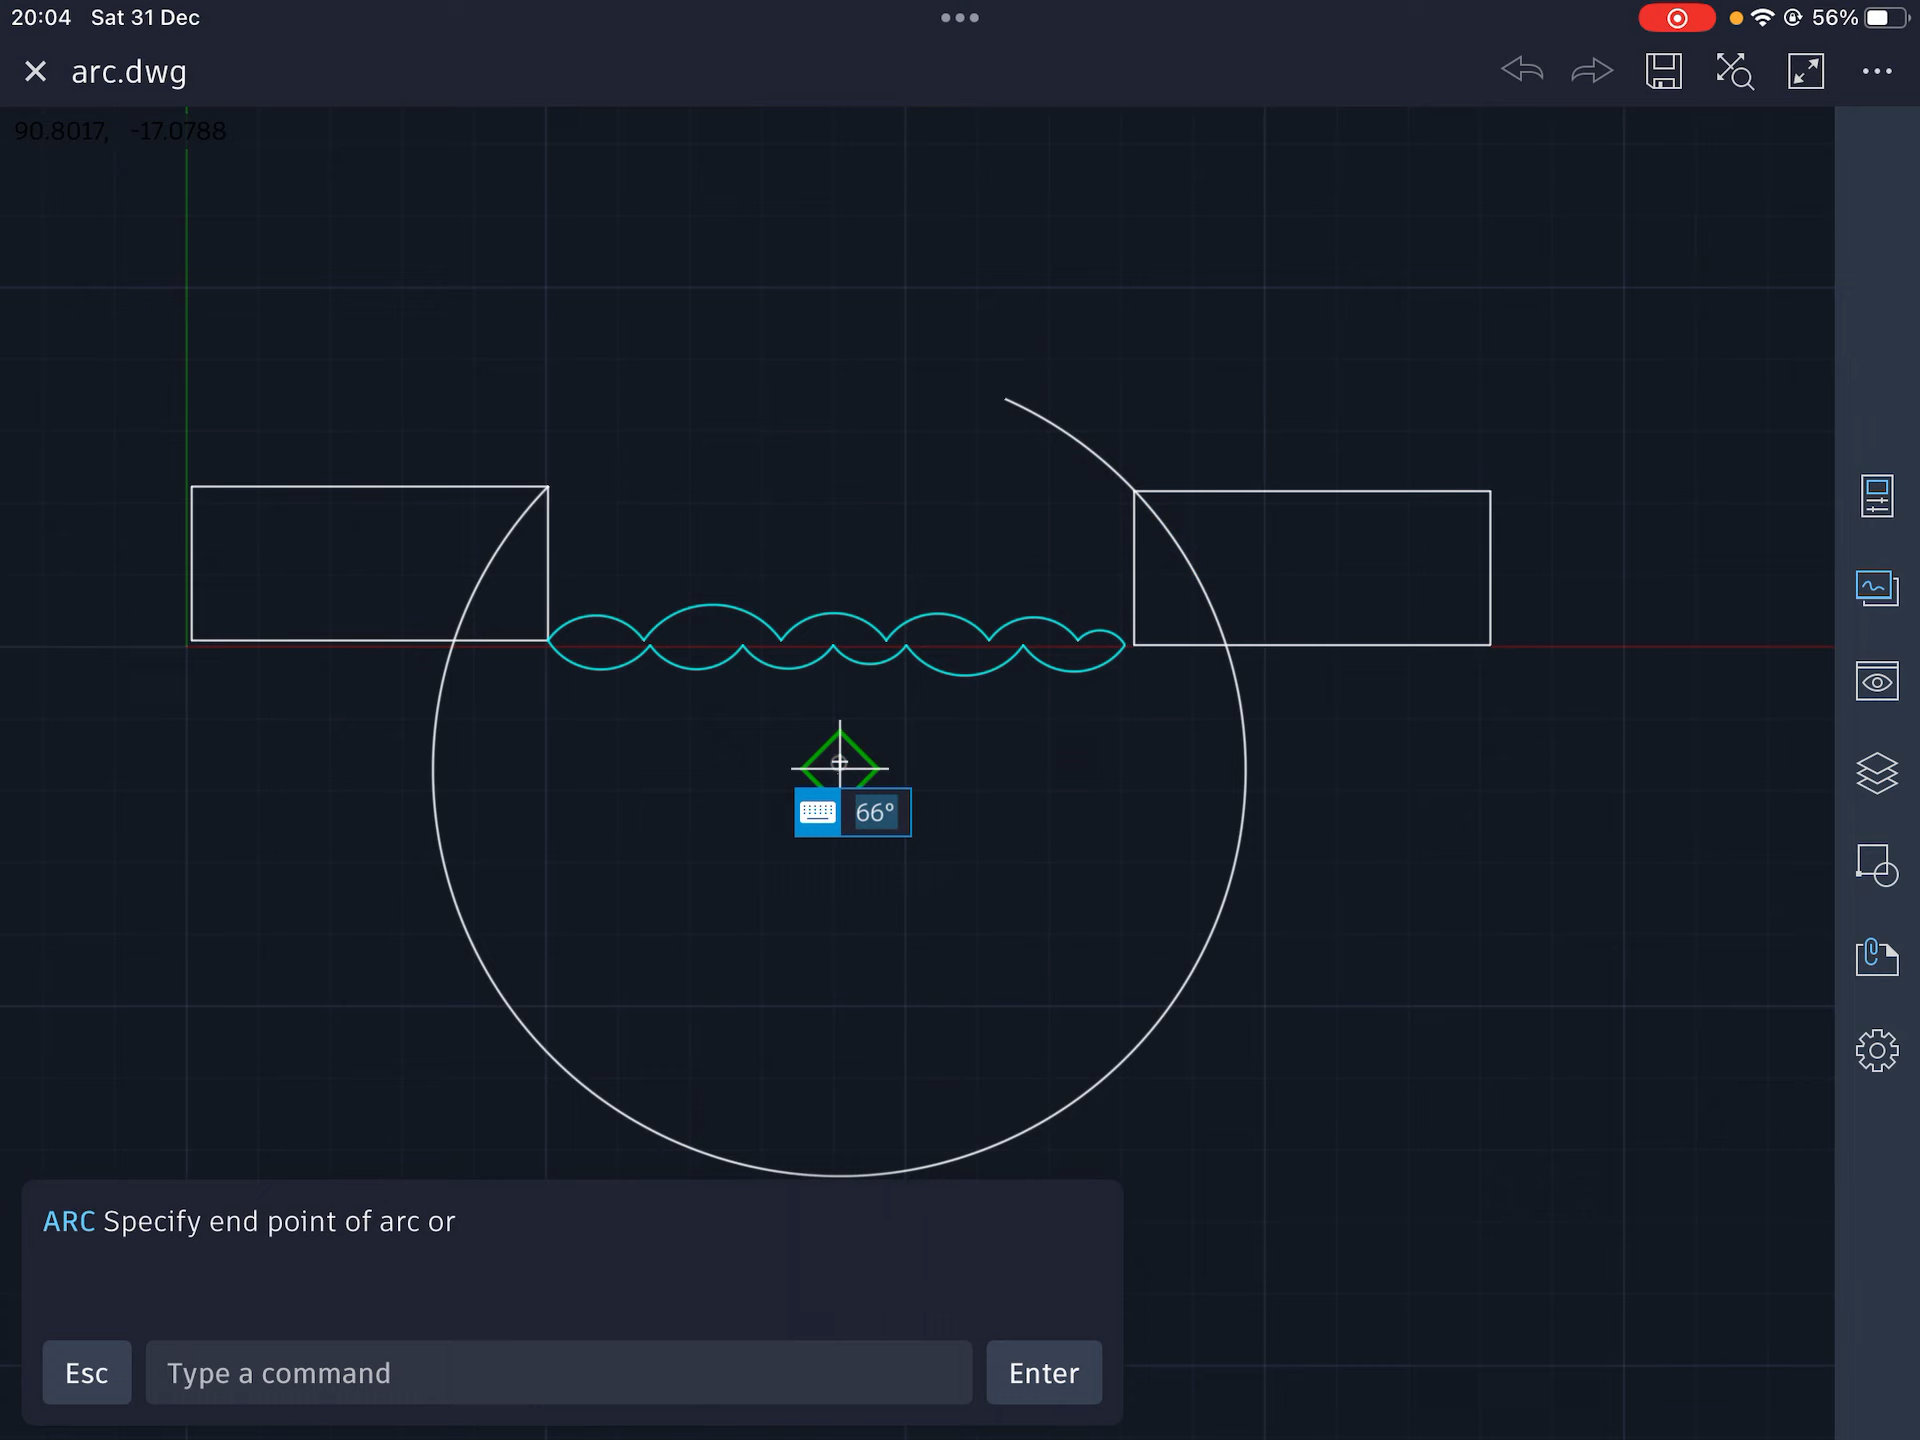 20:04 Sat 31 Dec
56%
arc.dwg
90.8017, -17.0788
66°
ARC Specify end point of arc or
Esc
Type a command
Enter